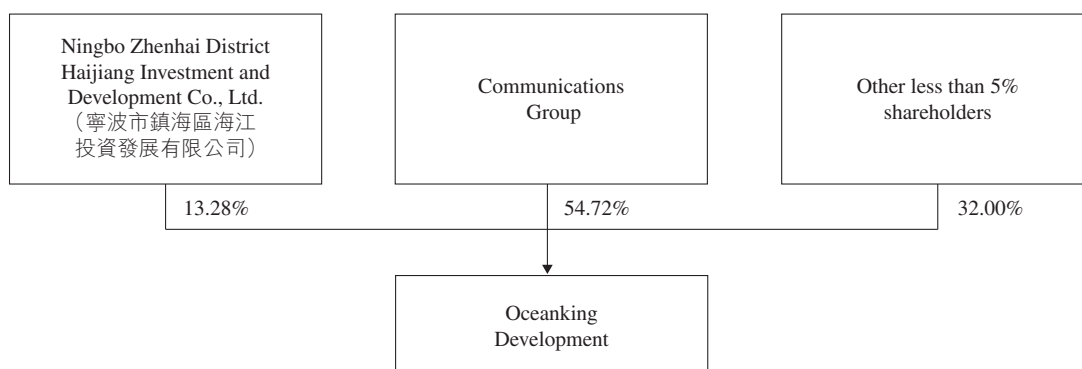 Ningbo Zhenhai District
Haijiang Investment and
Development Co., Ltd.
（寧波市鎮海區海江
投資發展有限公司）
Communications
Group
Other less than 5%
shareholders
13.28%
54.72%
32.00%
Oceanking
Development